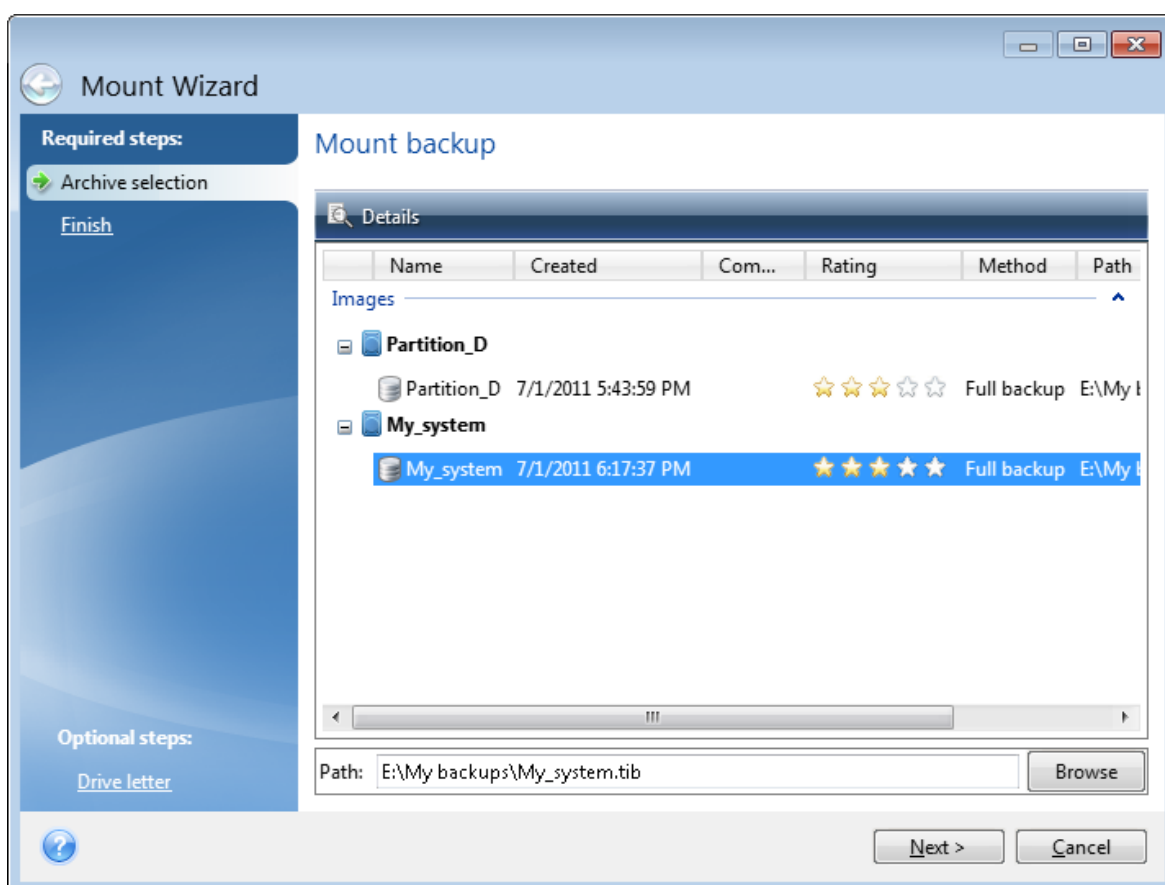 Mount Wizard
Required steps:
Archive selection
Finish
Optional steps:
Drive letter
Mount backup
Details
Name Created Com... Rating Method Path
Images
Partition_D
Partition_D 7/1/2011 5:43:59 PM Full backup E:\My
My_system
My_system 7/1/2011 6:17:37 PM Full backup E:\My
Path: E:\My backups\My_system.tib Browse
Next > Cancel